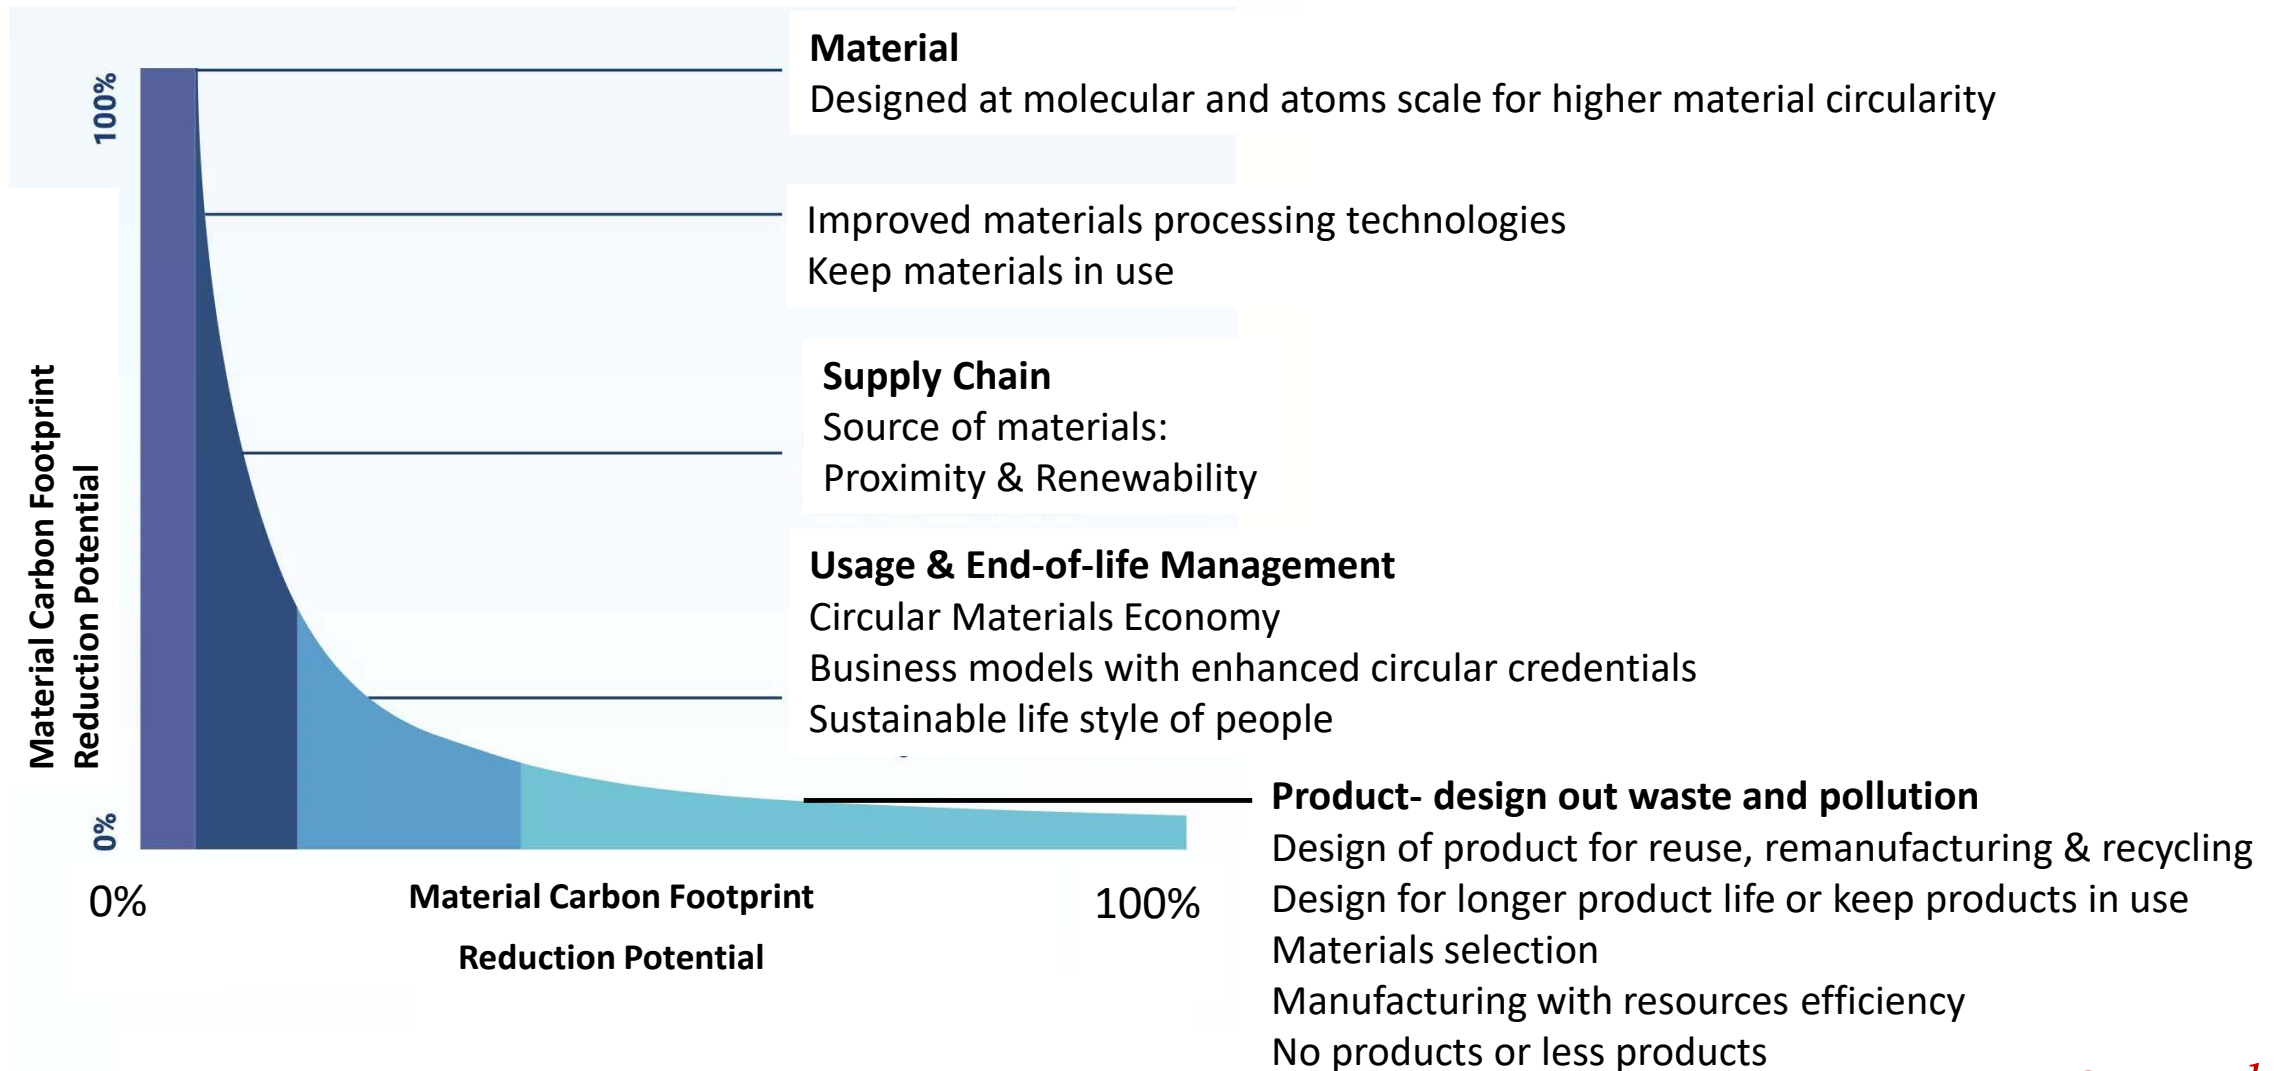 Material
Designed at molecular and atoms scale for higher material circularity
100%
Improved materials processing technologies
Keep materials in use
Supply Chain
Source of materials:
Proximity & Renewability
Material Carbon Footprint
Reduction Potential
Usage & End-of-life Management
Circular Materials Economy
Business models with enhanced circular credentials
Sustainable life style of people
0%
Product- design out waste and pollution
Design of product for reuse, remanufacturing & recycling
Design for longer product life or keep products in use
Materials selection
Manufacturing with resources efficiency
No products or less products
0%
Material Carbon Footprint
Reduction Potential
100%